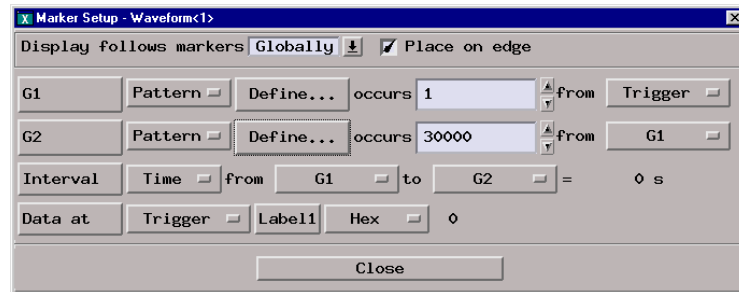 Marker Setup - Waveform<1>
Display follows markers Globally Place on edge
G1 Pattern Define... occurs 1 from Trigger
G2 Pattern Define... occurs 30000 from G1
Interval Time from G1 to G2 = 0 s
Data at Trigger Label1 Hex 0
Close